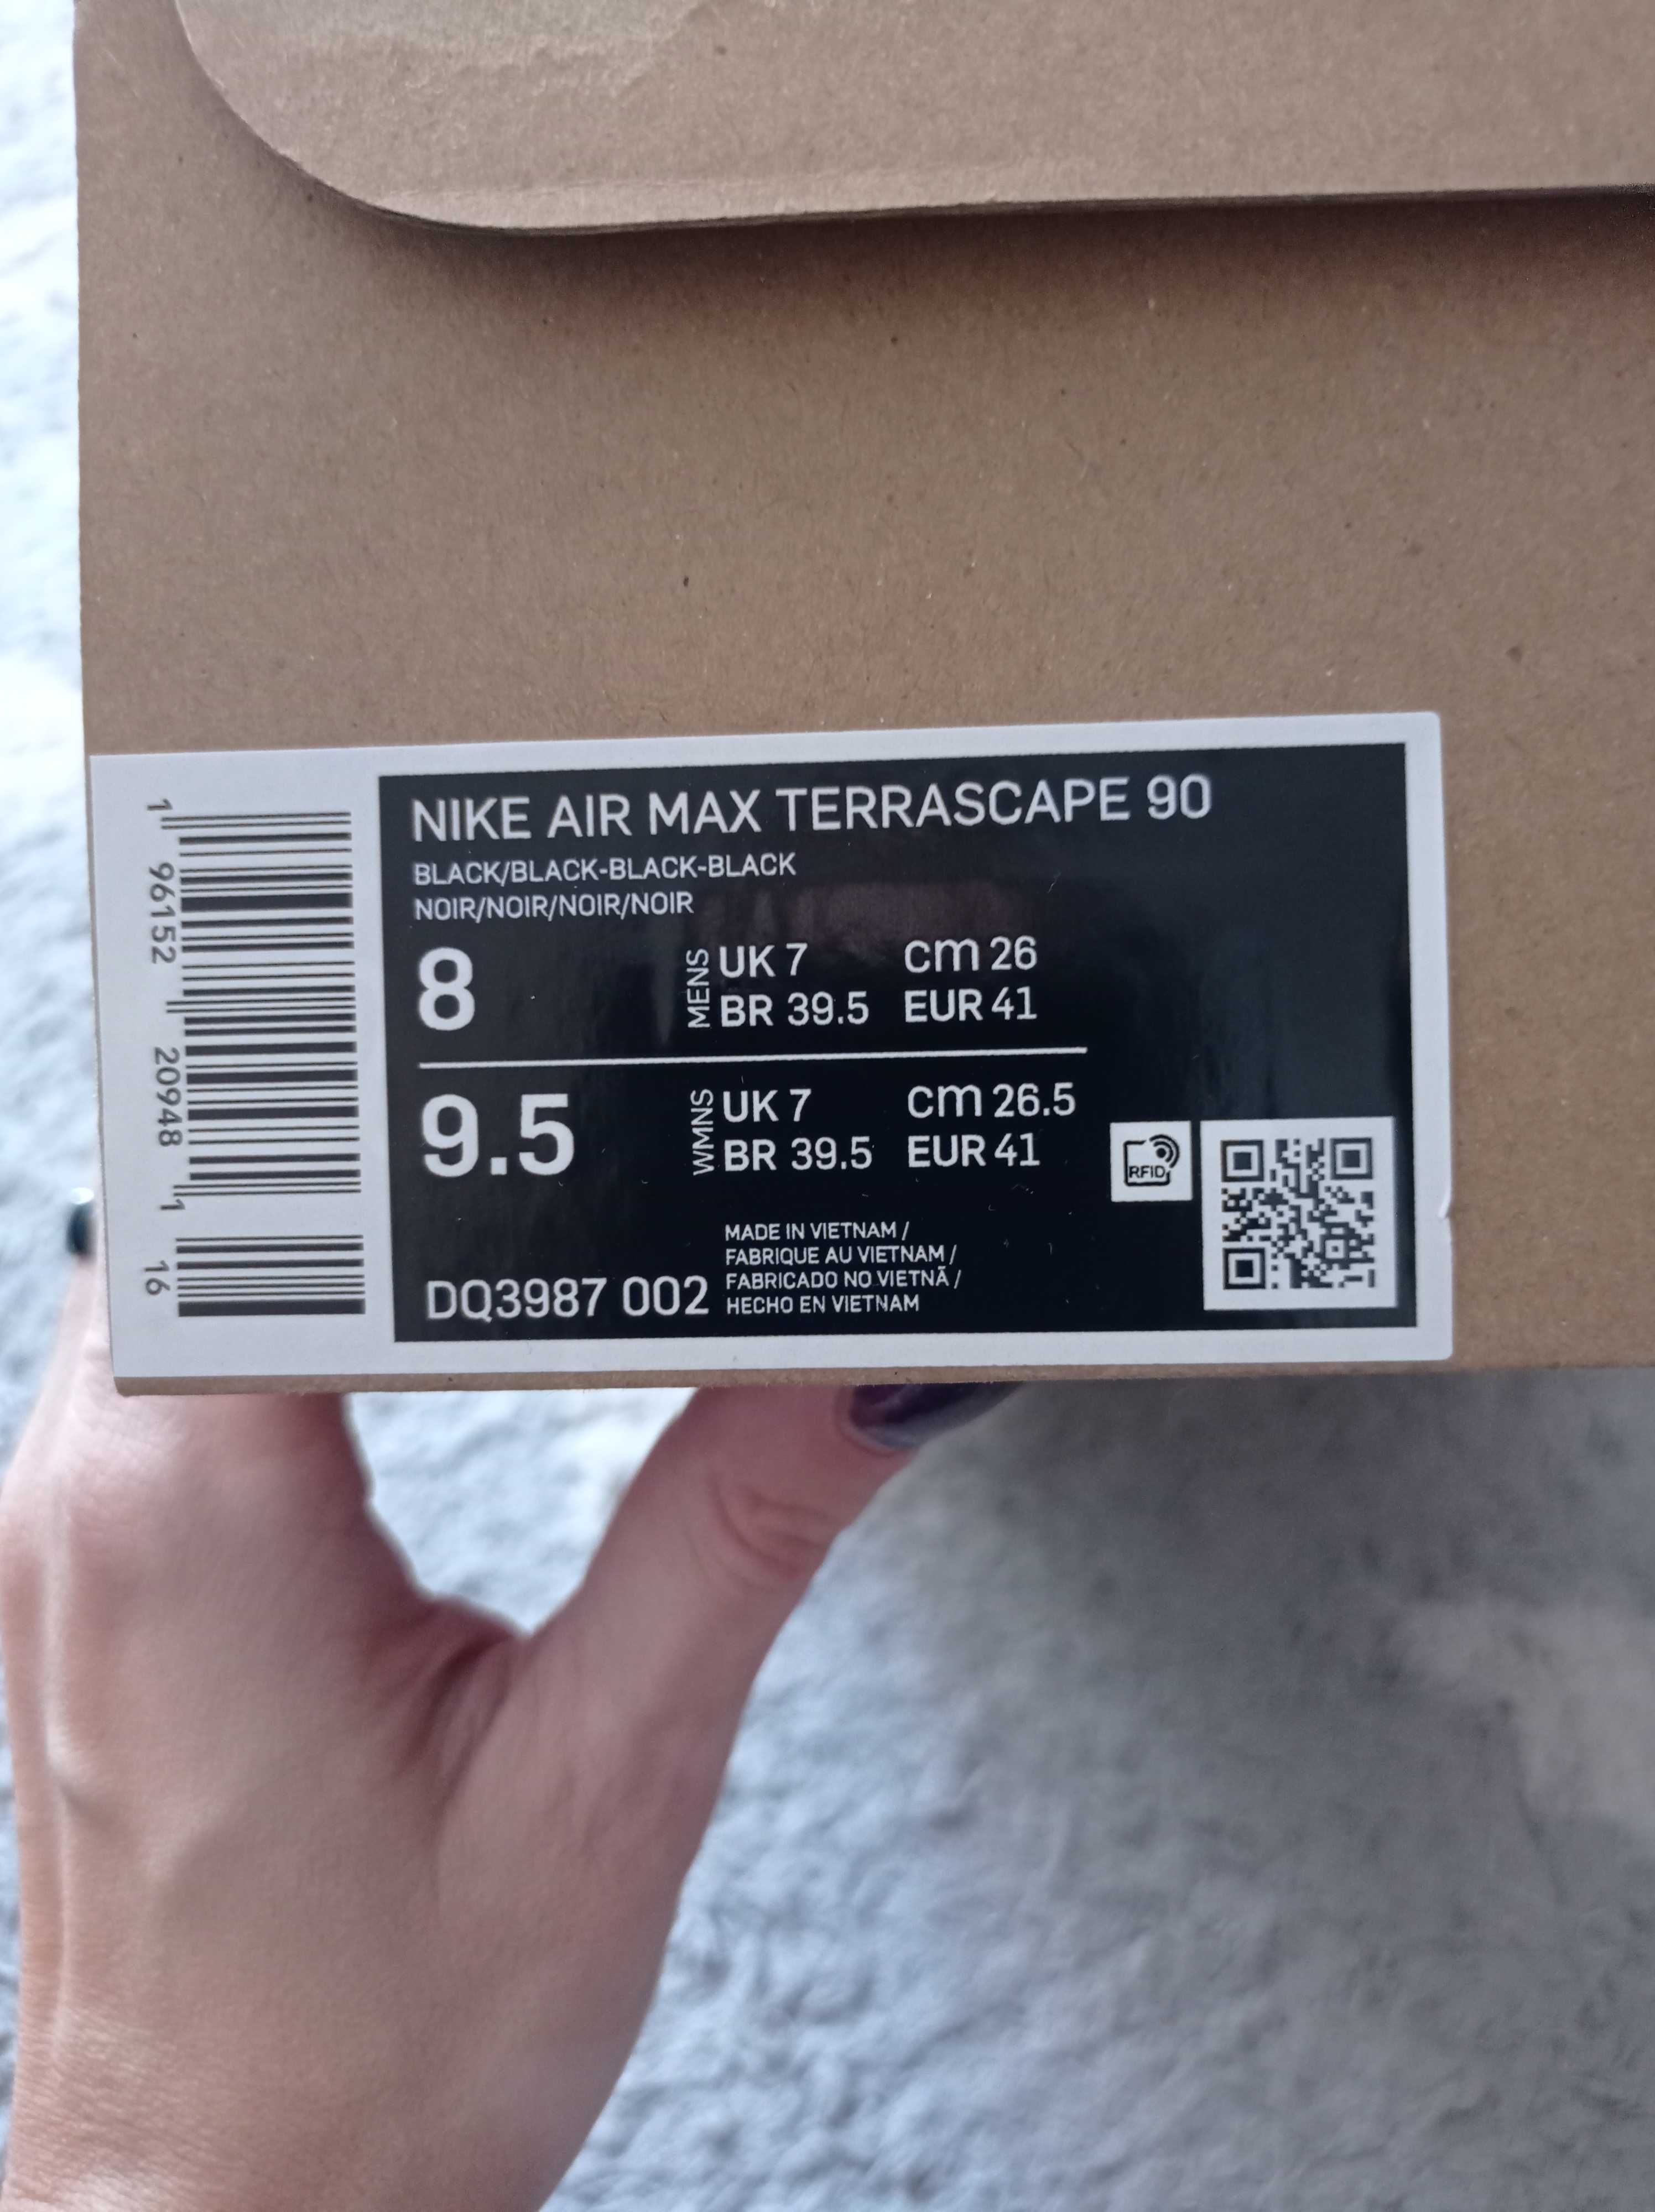 NIKE AIR MAX TERRASCAPE 90
BLACK/BLACK-BLACK-BLACK
NOIR/NOIR/NOIR/NOIR
8 MENS UK 7 cm 26
BR 39.5 EUR 41
9.5 WMNS UK 7 cm 26.5
BR 39.5 EUR 41
RFID
MADE IN VIETNAM /
FABRIQUE AU VIETNAM /
FABRICADO NO VIETNÃ /
HECHO EN VIETNAM
DQ3987 002
1 96152 20948 1 16